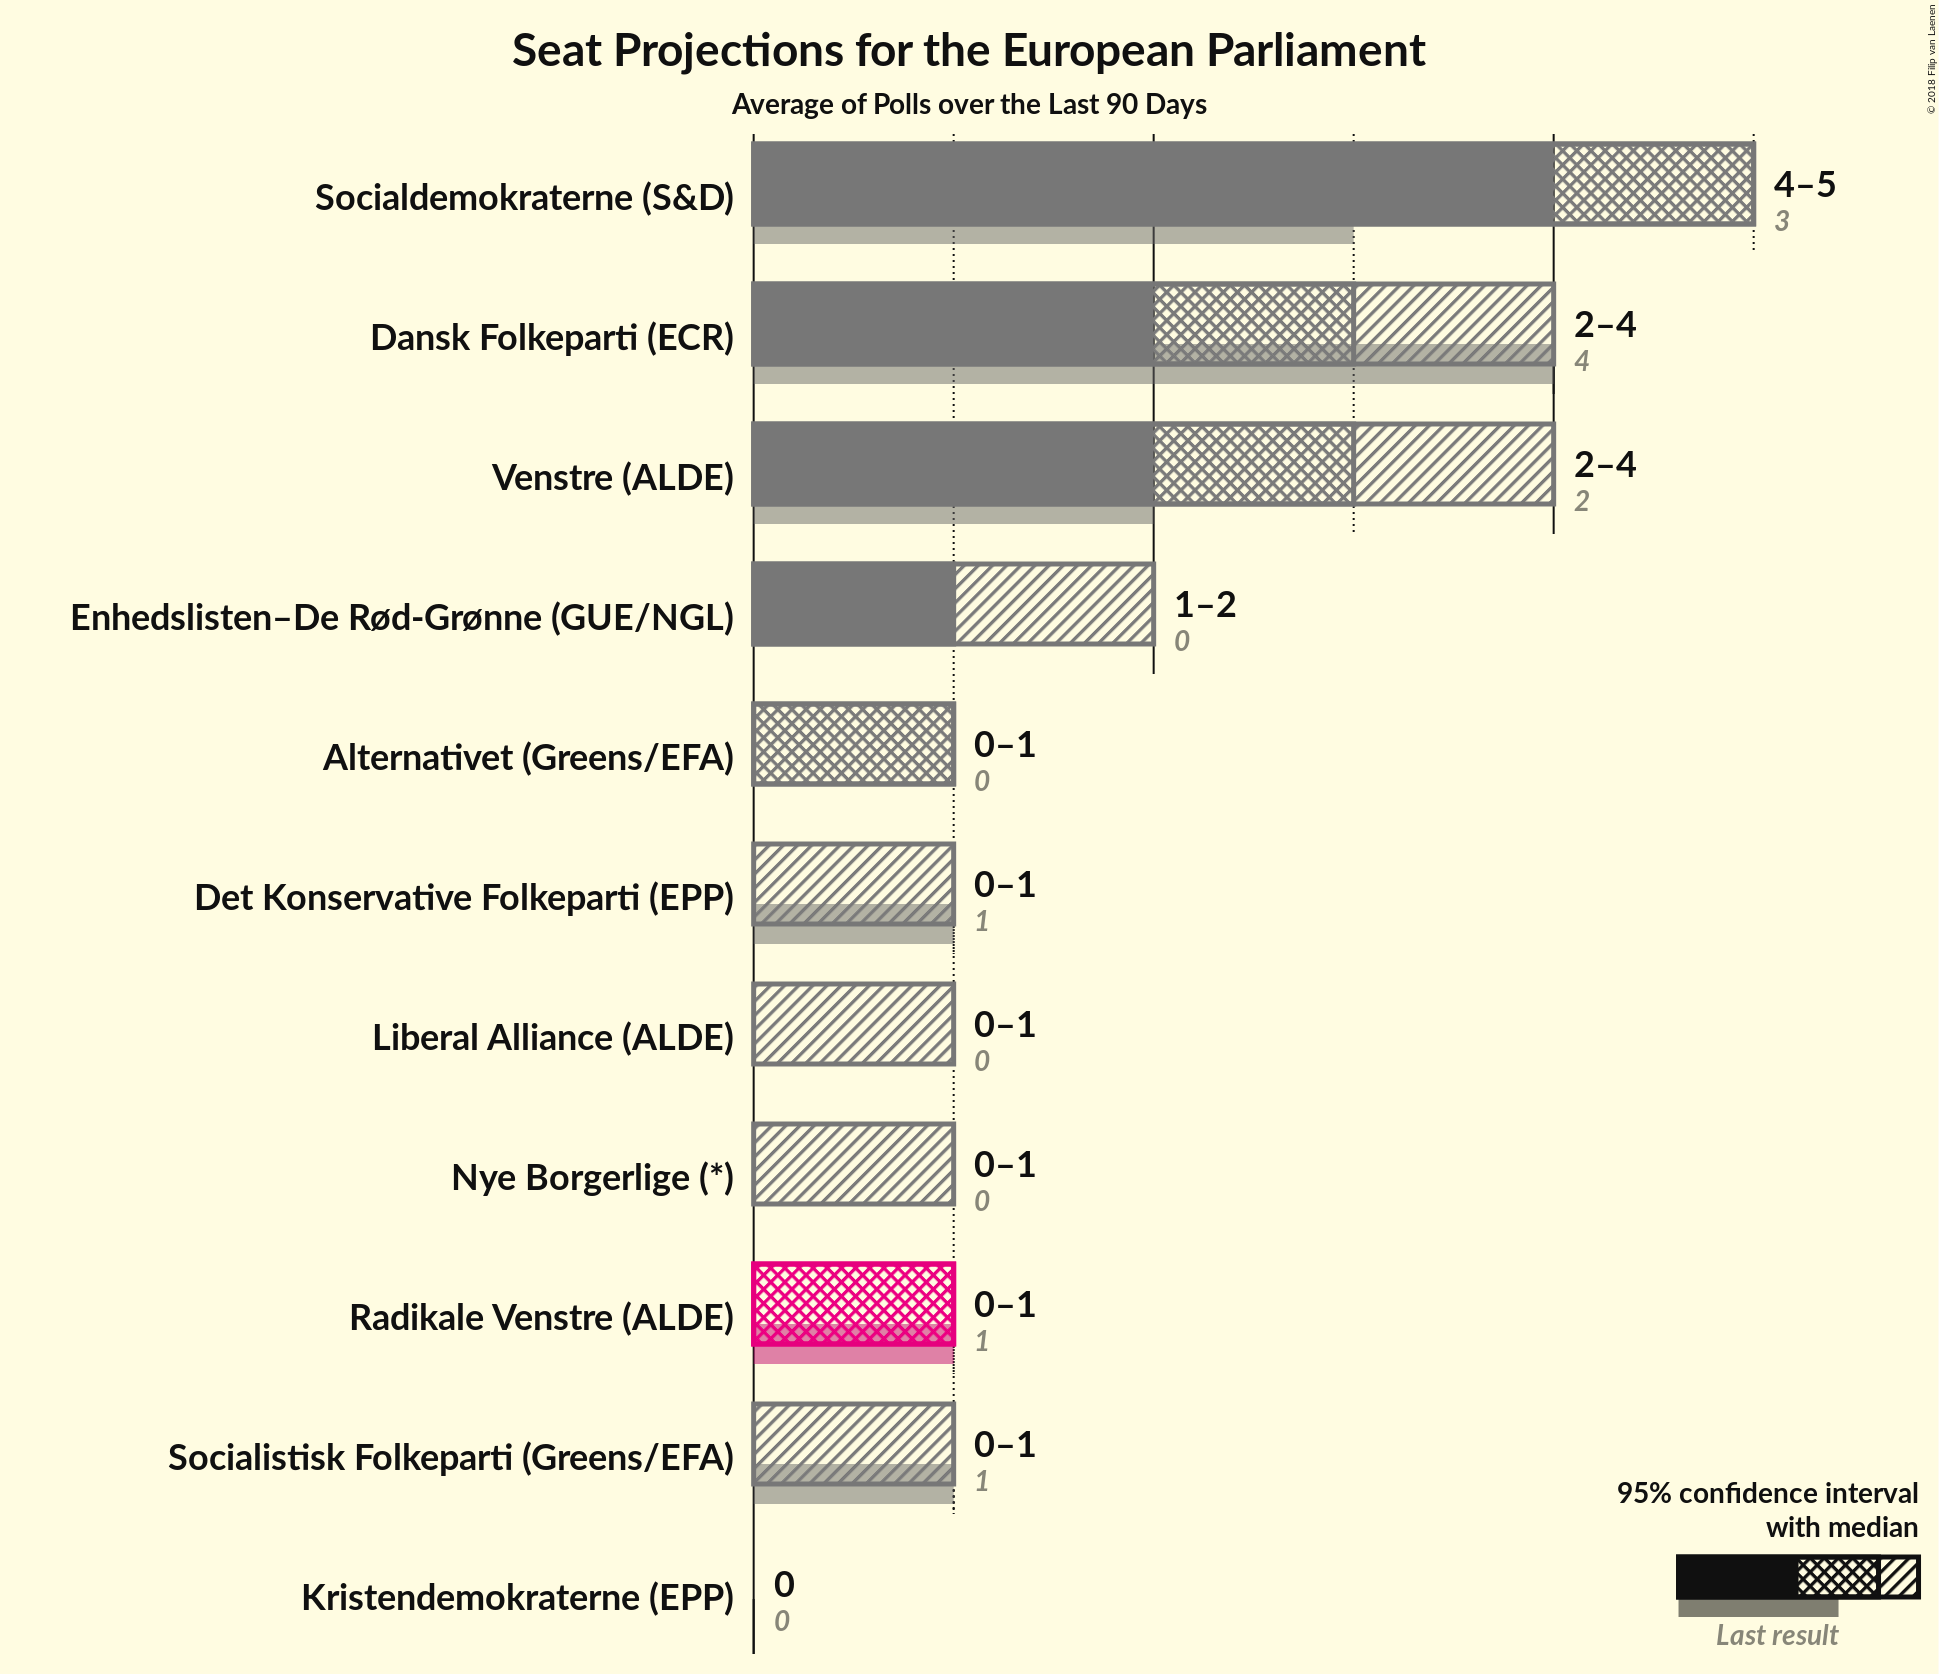 Seat Projections for the European Parliament
Average of Polls over the Last 90 Days
© 2018 Filip van Laenen
Socialdemokraterne (S&D)
4–5
3
Dansk Folkeparti (ECR)
2–4
4
Venstre (ALDE)
2–4
2
Enhedslisten–De Rød-Grønne (GUE/NGL)
1–2
0
Alternativet (Greens/EFA)
0–1
0
Det Konservative Folkeparti (EPP)
0–1
1
Liberal Alliance (ALDE)
0–1
0
Nye Borgerlige (*)
0–1
0
Radikale Venstre (ALDE)
0–1
1
Socialistisk Folkeparti (Greens/EFA)
0–1
1
Kristendemokraterne (EPP)
0
0
95% confidence interval
with median
Last result